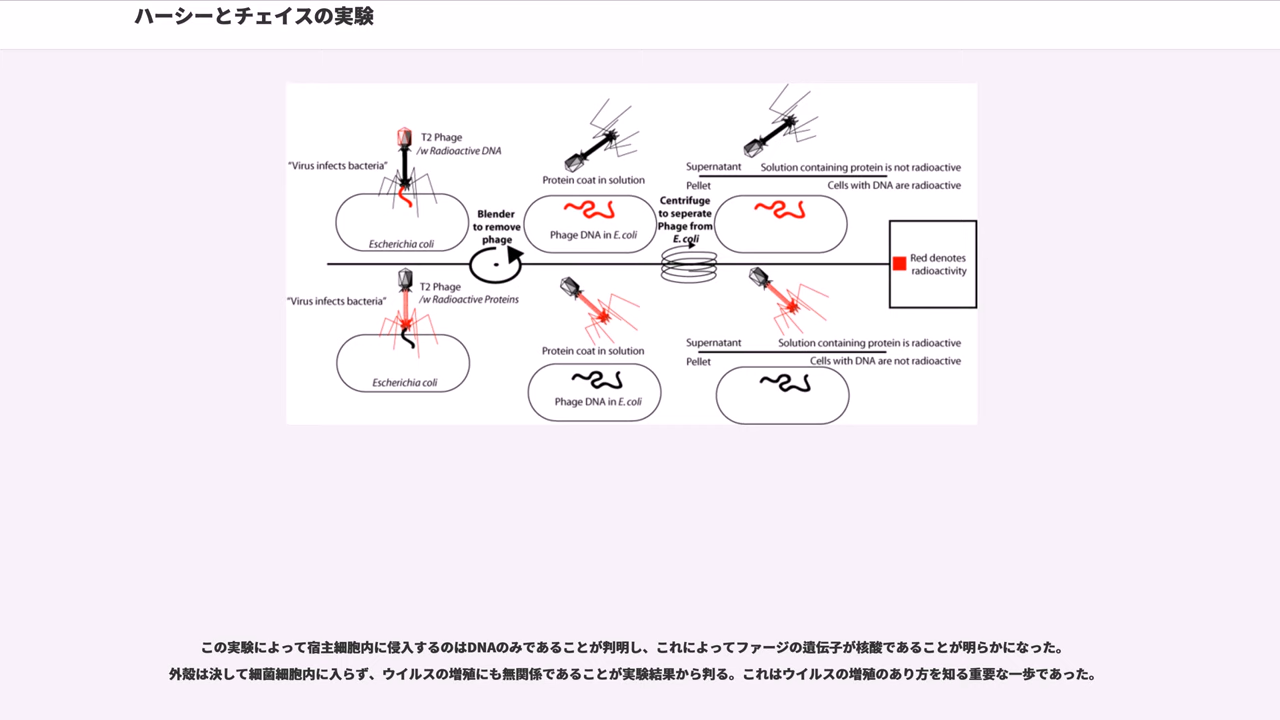 ハーシーとチェイスの実験
T2 Phage
/w Radioactive DNA
"Virus infects bacteria"
Escherichia coli
Blender
to remove
phage
Protein coat in solution
Phage DNA in E. coli
Centrifuge
to seperate
Phage from
E. coli
Supernatant
Solution containing protein is not radioactive
Pellet
Cells with DNA are radioactive
Red denotes
radioactivity
T2 Phage
/w Radioactive Proteins
"Virus infects bacteria"
Escherichia coli
Protein coat in solution
Phage DNA in E. coli
Supernatant
Solution containing protein is radioactive
Pellet
Cells with DNA are not radioactive
この実験によって宿主細胞内に侵入するのはDNAのみであることが判明し、これによってファージの遺伝子が核酸であることが明らかになった。
外殻は決して細菌細胞内に入らず、ウイルスの増殖にも無関係であることが実験結果から判る。これはウイルスの増殖のあり方を知る重要な一歩であった。